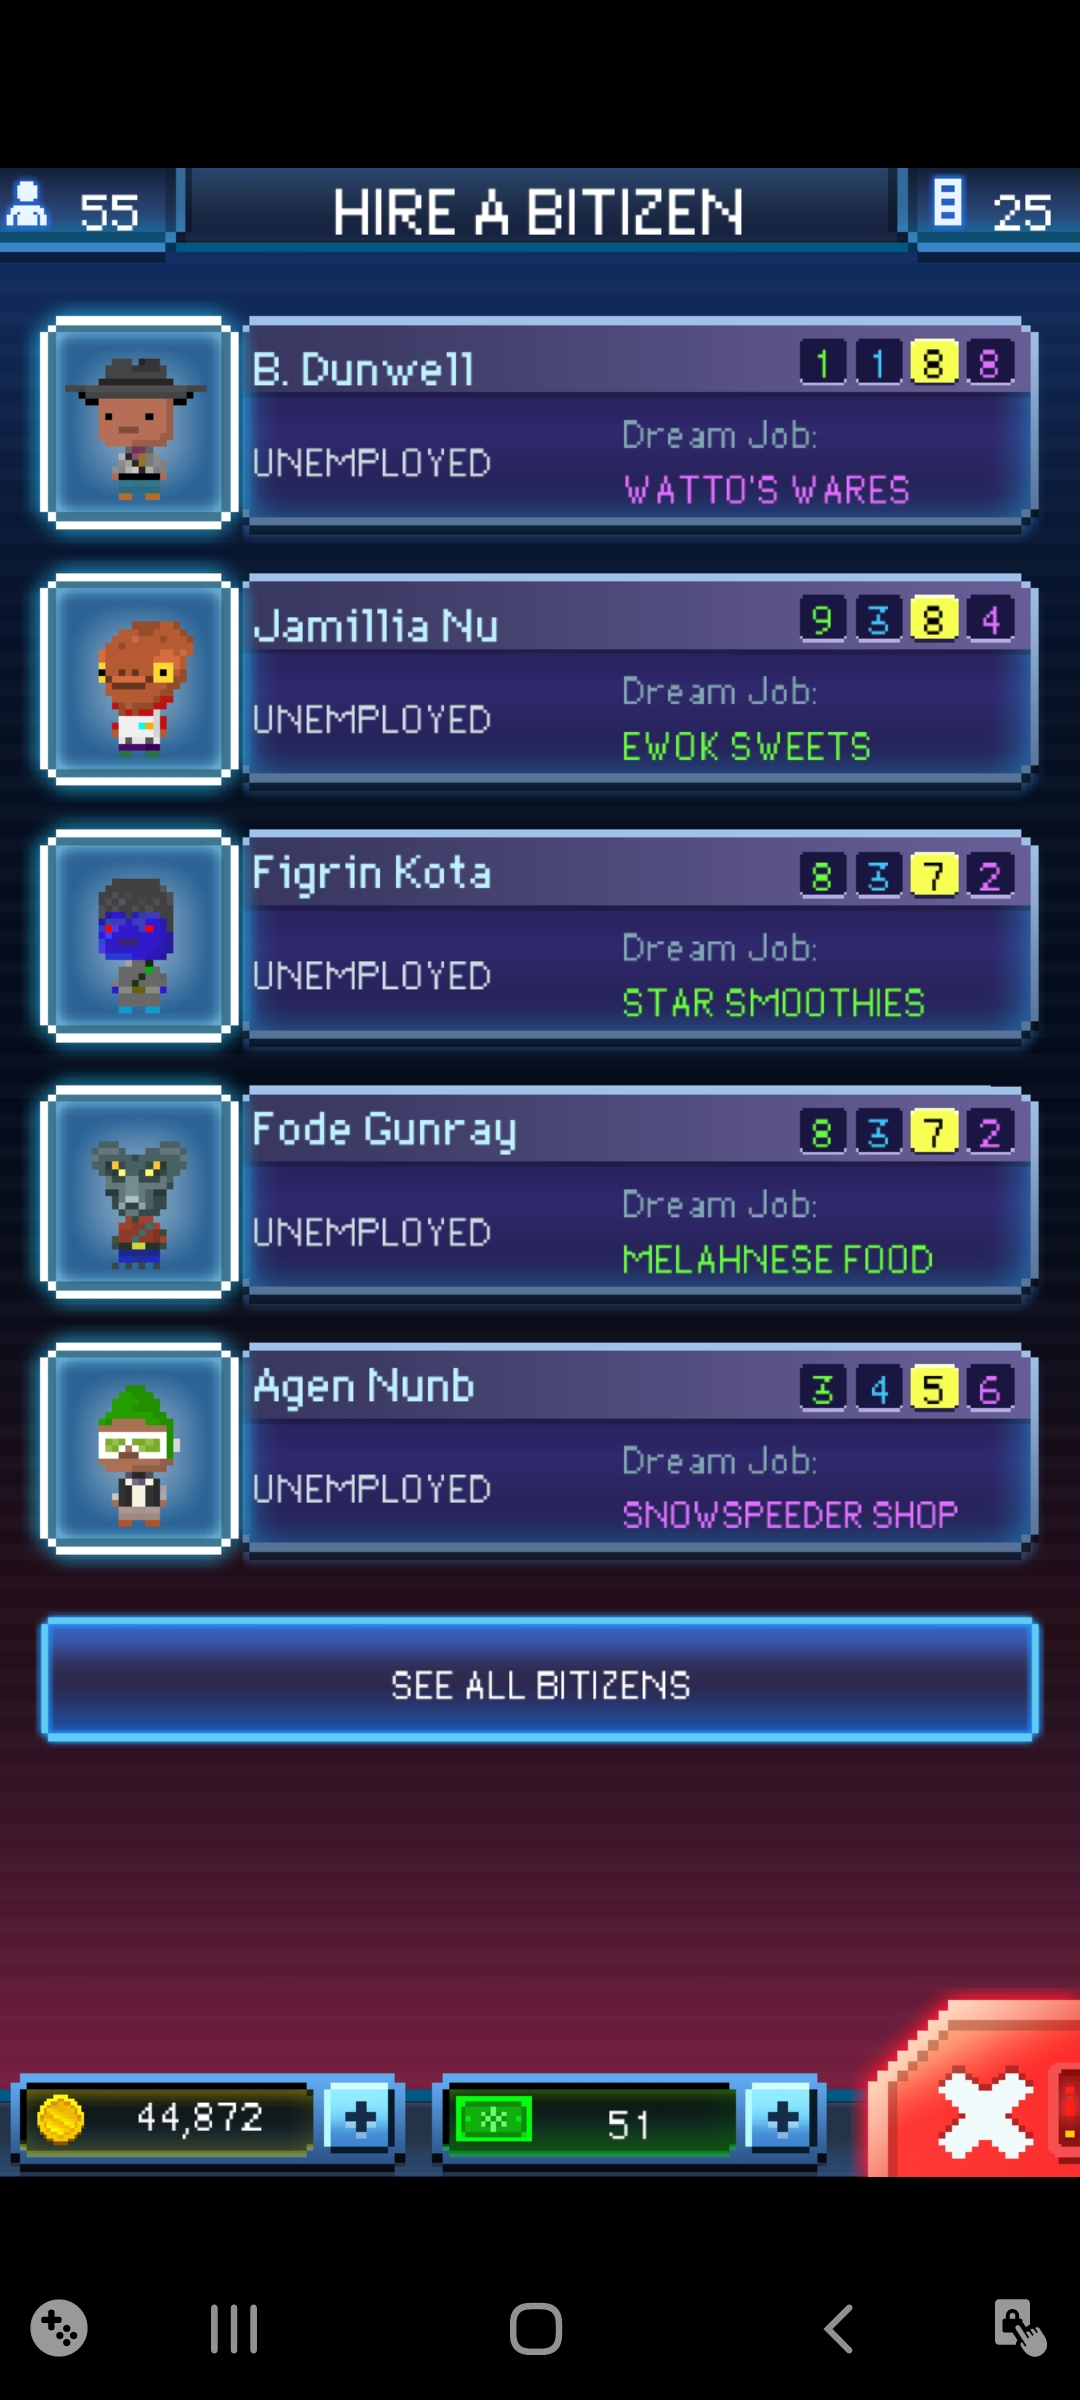 55
HIRE A BITIZEN
25
B. Dunwell
1 1 8 8
UNEMPLOYED
Dream Job:
WATTO'S WARES
Jamillia Nu
9 3 8 4
UNEMPLOYED
Dream Job:
EWOK SWEETS
Figrin Kota
8 3 7 2
UNEMPLOYED
Dream Job:
STAR SMOOTHIES
Fode Gunray
8 3 7 2
UNEMPLOYED
Dream Job:
MELAHNESE FOOD
Agen Nunb
3 4 5 6
UNEMPLOYED
Dream Job:
SNOWSPEEDER SHOP
SEE ALL BITIZENS
44,872
51